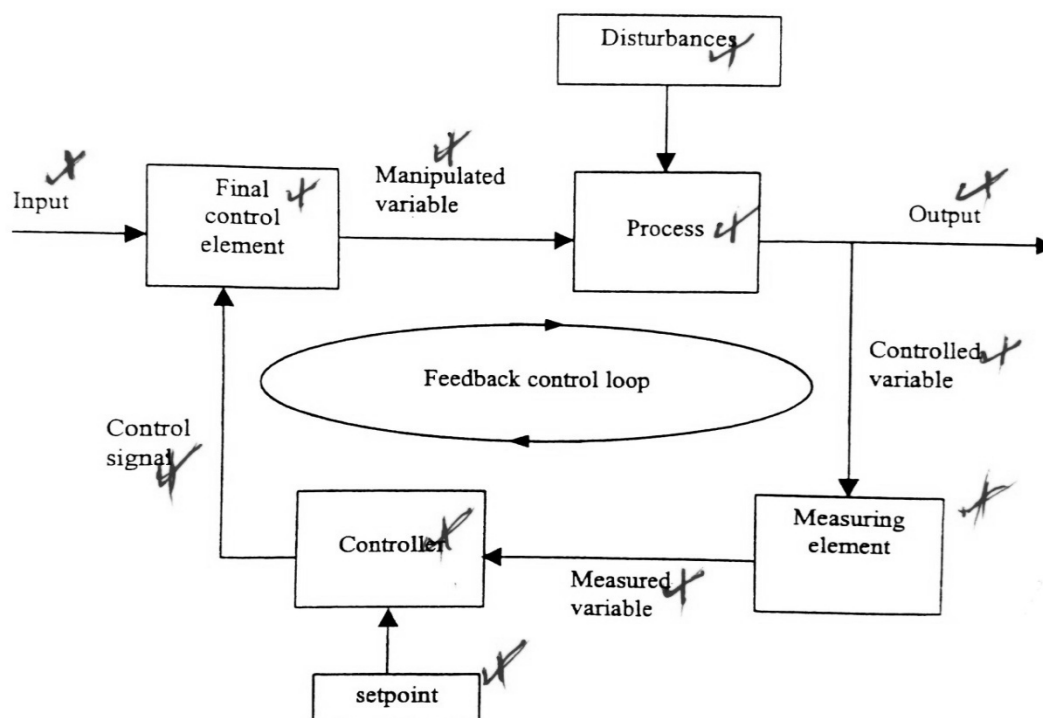 Disturbances
Input
Final
control
element
Manipulated
variable
Process
Output
Feedback control loop
Controlled
variable
Control
signal
Controller
Measured
variable
Measuring
element
setpoint